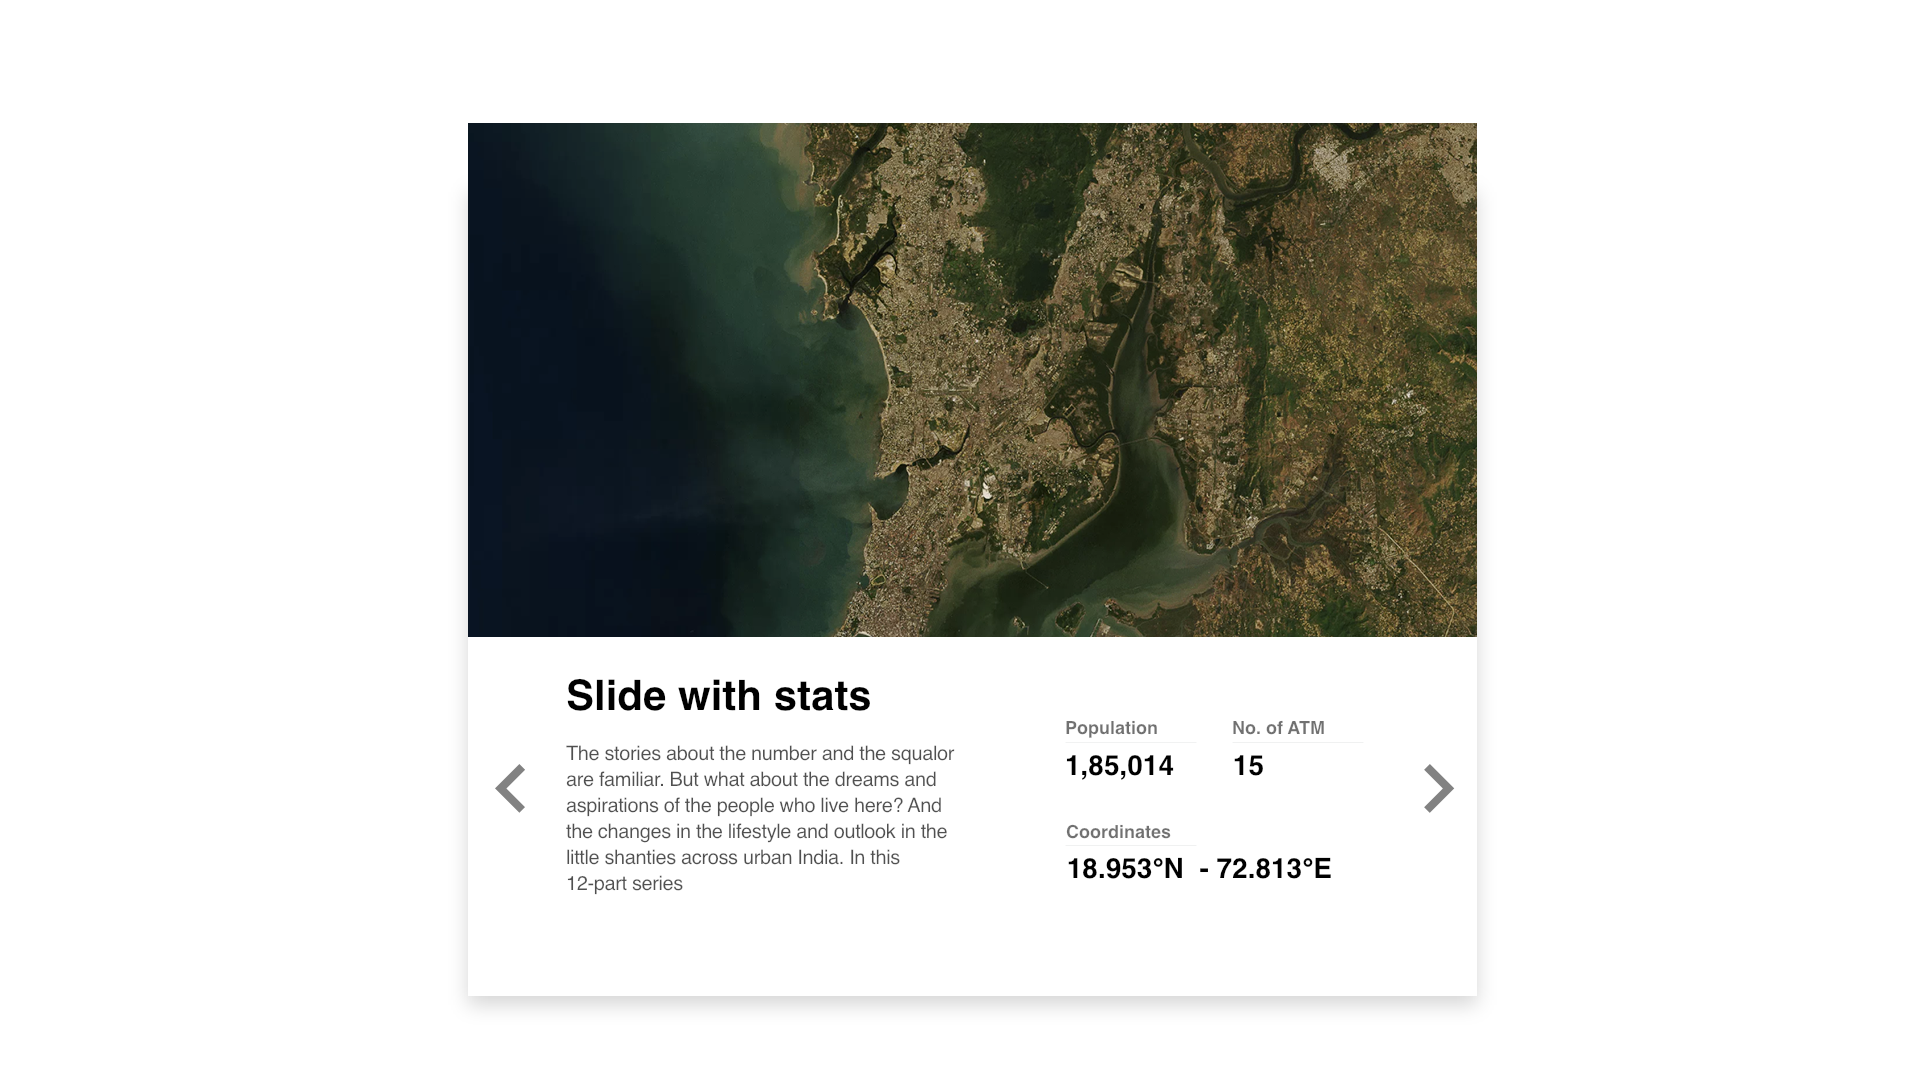 Slide with stats
The stories about the number and the squalor
are familiar. But what about the dreams and
aspirations of the people who live here? And
the changes in the lifestyle and outlook in the
little shanties across urban India. In this
12-part series
Population
1,85,014
No. of ATM
15
Coordinates
18.953°N - 72.813°E